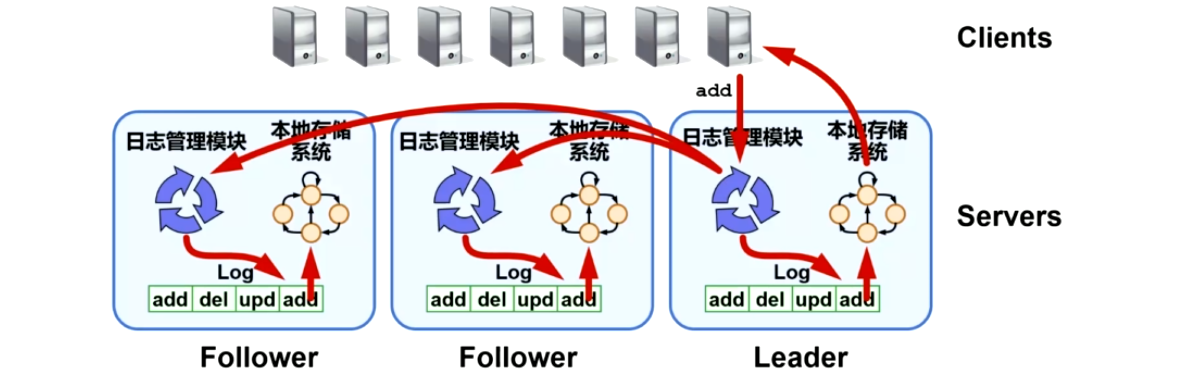 Clients
add
日志管理模块
本地存储
系统
日志管理模块
本地存储
系统
日志管理模块
本地存储
系统
Servers
Log
add del upd add
Log
add del upd add
Log
add del upd add
Follower
Follower
Leader